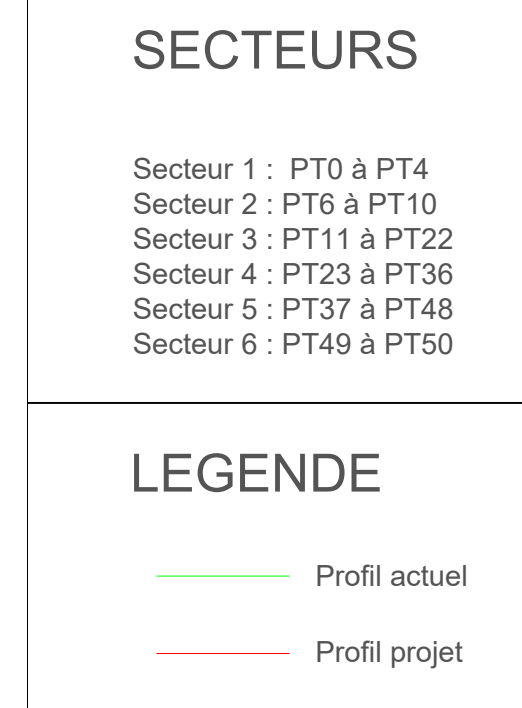 SECTEURS
Secteur 1 :  PT0 à PT4
Secteur 2 : PT6 à PT10
Secteur 3 : PT11 à PT22
Secteur 4 : PT23 à PT36
Secteur 5 : PT37 à PT48
Secteur 6 : PT49 à PT50
LEGENDE
Profil actuel
Profil projet